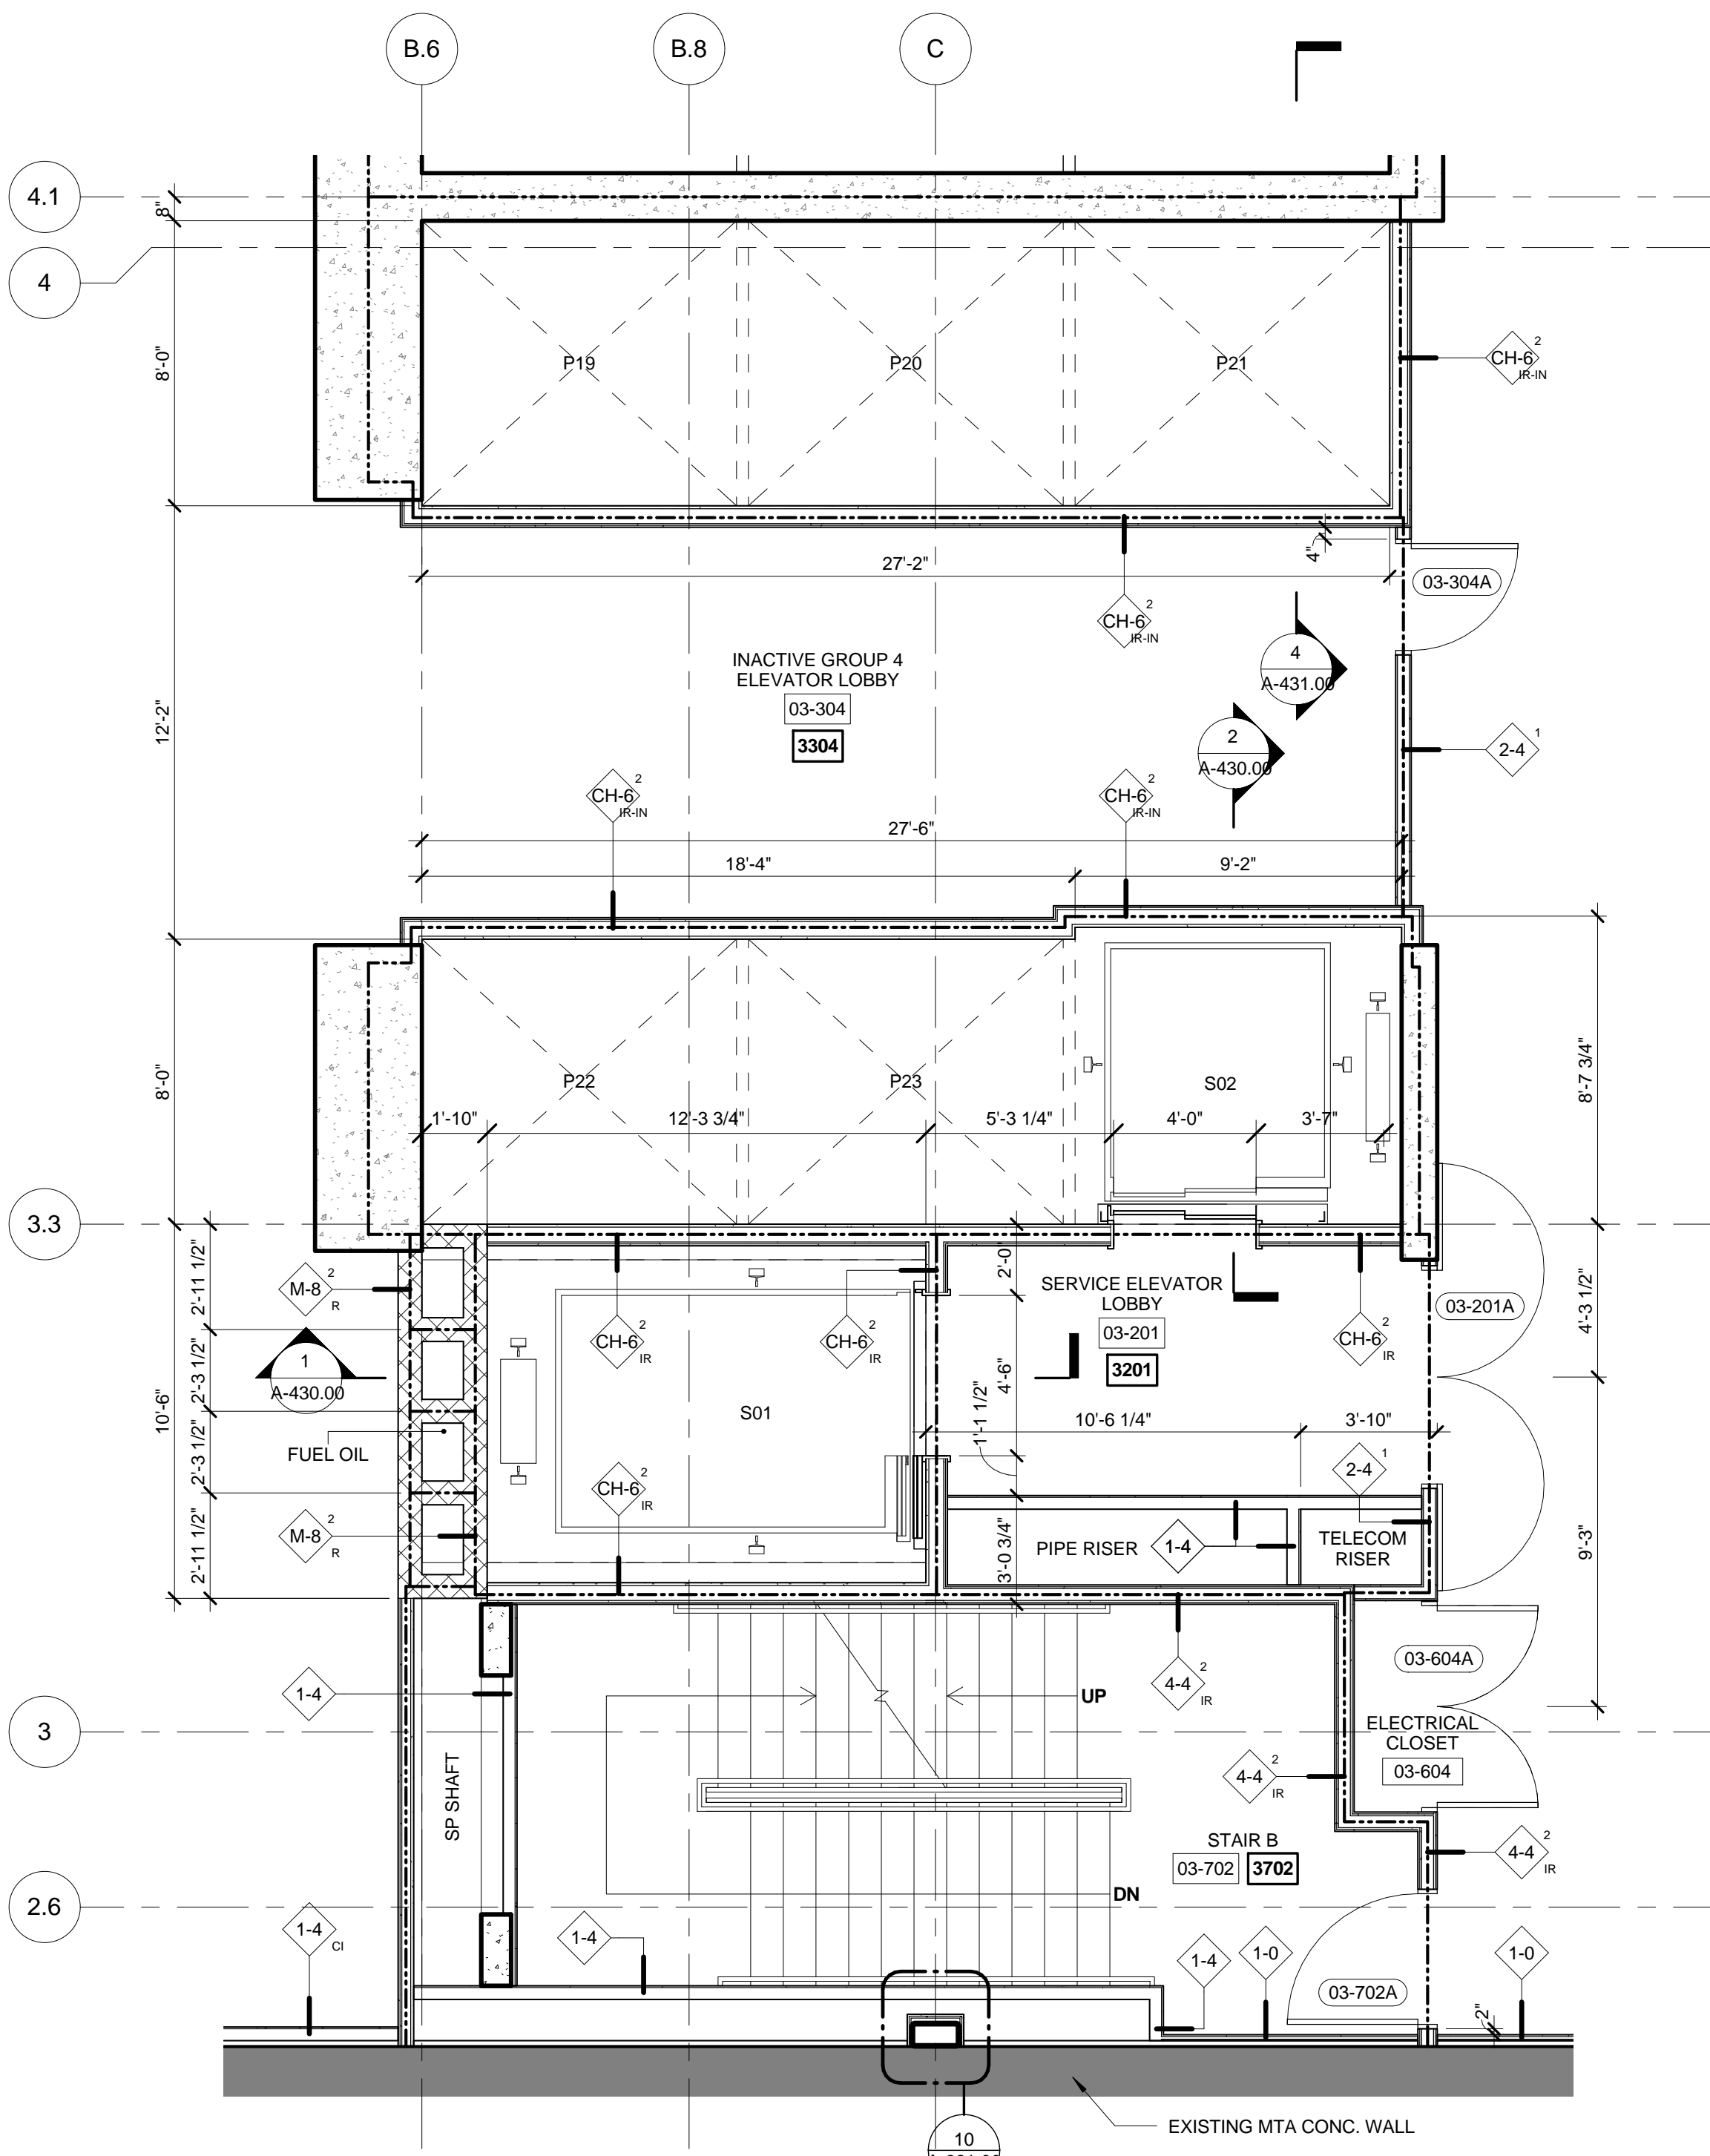 B.6
B.8
C
4.1
8"
4
8'-0"
P19
P20
P21
CH-6
2
IR-IN
4"
27'-2"
03-304A
CH-6
2
IR-IN
INACTIVE GROUP 4
ELEVATOR LOBBY
03-304
3304
4
A-431.00
12'-2"
2
A-430.00
2-4
1
CH-6
2
IR-IN
CH-6
2
IR-IN
27'-6"
18'-4"
9'-2"
8'-0"
P22
P23
S02
8'-7 3/4"
1'-10"
12'-3 3/4"
5'-3 1/4"
4'-0"
3'-7"
3.3
2'-11 1/2"
M-8
2
R
2'-0"
SERVICE ELEVATOR
LOBBY
03-201
3201
03-201A
4'-3 1/2"
CH-6
2
IR
CH-6
2
IR
CH-6
2
IR
1
A-430.00
2'-3 1/2"
10'-6"
4'-6"
S01
1'-1 1/2"
10'-6 1/4"
3'-10"
FUEL OIL
2'-3 1/2"
CH-6
2
IR
2-4
1
M-8
2
R
2'-11 1/2"
3'-0 3/4"
PIPE RISER
1-4
TELECOM
RISER
9'-3"
03-604A
1-4
4-4
2
IR
UP
3
ELECTRICAL
CLOSET
03-604
SP SHAFT
4-4
2
IR
STAIR B
03-702
3702
4-4
2
IR
DN
2.6
1-4
CI
1-4
1-4
1-0
1-0
03-702A
2"
EXISTING MTA CONC. WALL
10